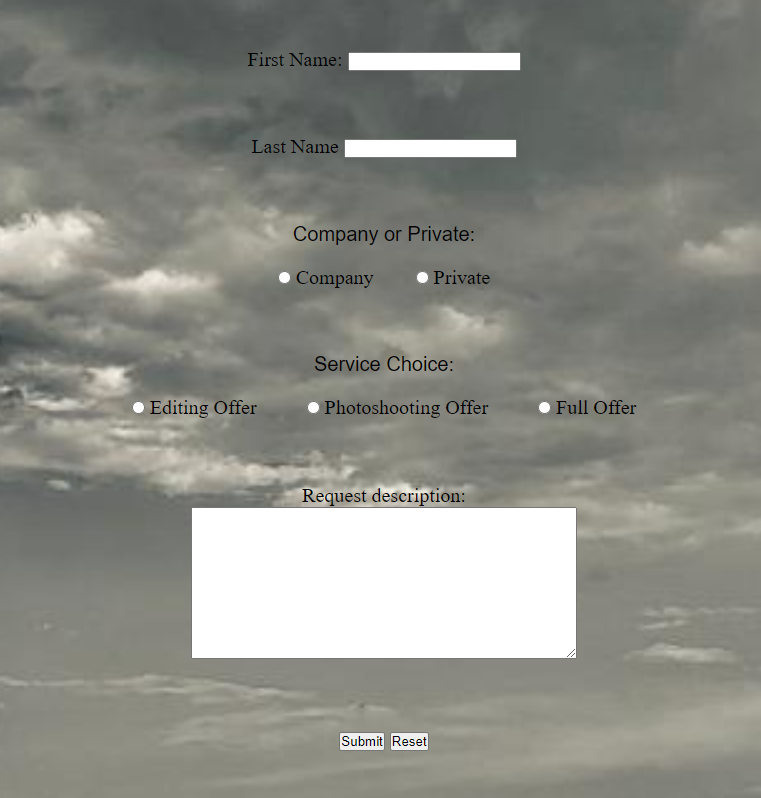 First Name:
Last Name
Company or Private:
Company Private
Service Choice:
Editing Offer Photoshooting Offer Full Offer
Request description:
Submit Reset